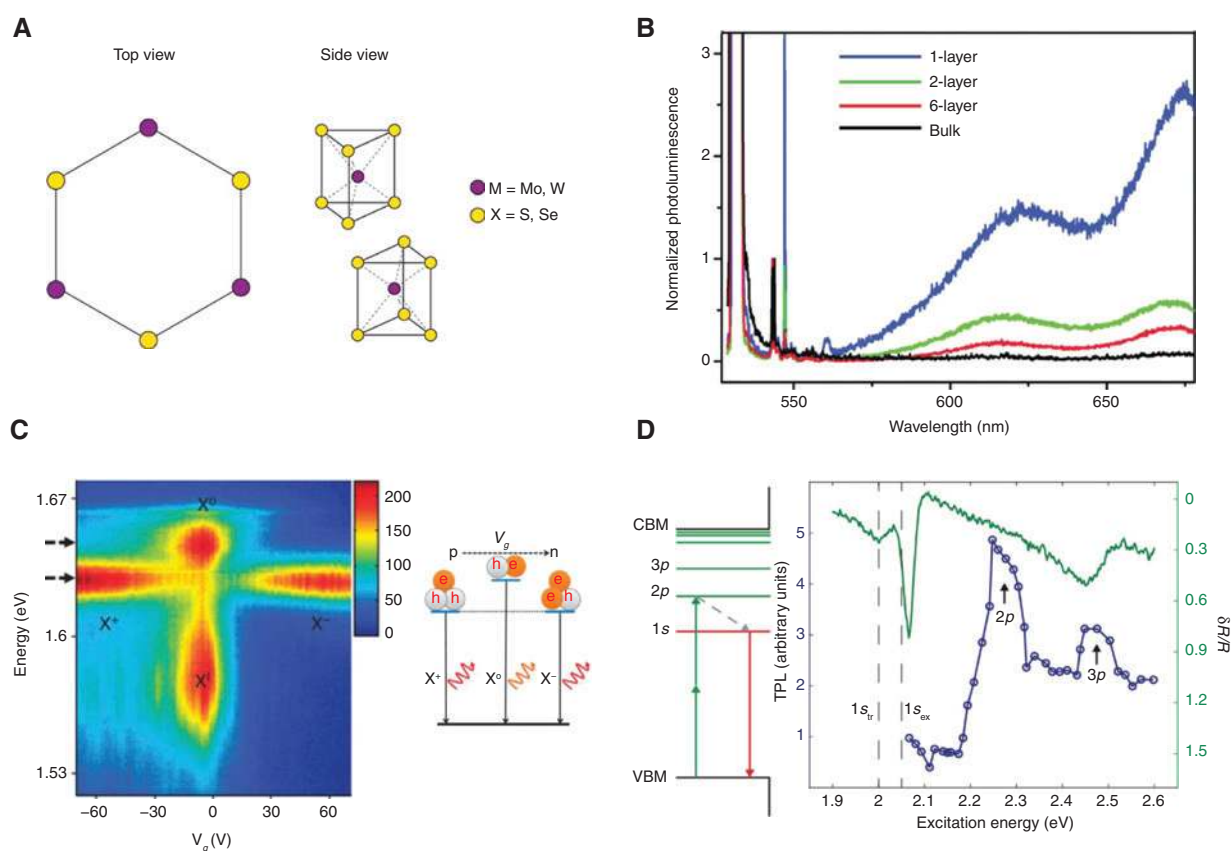 A
Top view
Side view
M = Mo, W
X = S, Se
B
Normalized photoluminescence
3
2
1
0
1-layer
2-layer
6-layer
Bulk
550
600
650
Wavelength (nm)
C
Energy (eV)
1.67
1.6
1.53
X⁰
X⁺
X⁻
Xᴵ
200
150
100
50
0
−60
−30
0
30
60
V_g (V)
V_g
p
n
h e
e
h h
e
e h
X⁺
X⁰
X⁻
D
CBM
3p
2p
1s
VBM
TPL (arbitrary units)
5
4
3
2
1
1s_tr
1s_ex
2p
3p
0
0.3
0.6
0.9
1.2
1.5
δR/R
1.9
2
2.1
2.2
2.3
2.4
2.5
2.6
Excitation energy (eV)